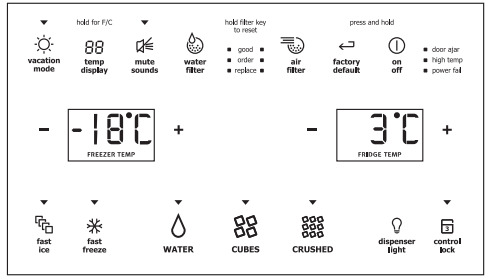 hold for F/C
hold filter key
to reset
press and hold
88
vacation
mode
temp
display
mute
sounds
water
filter
good
order
replace
air
filter
factory
default
on
off
door ajar
high temp
power fail
- -18°C +
FREEZER TEMP
- 3°C +
FRIDGE TEMP
3
fast
ice
fast
freeze
WATER
CUBES
CRUSHED
dispenser
light
control
lock